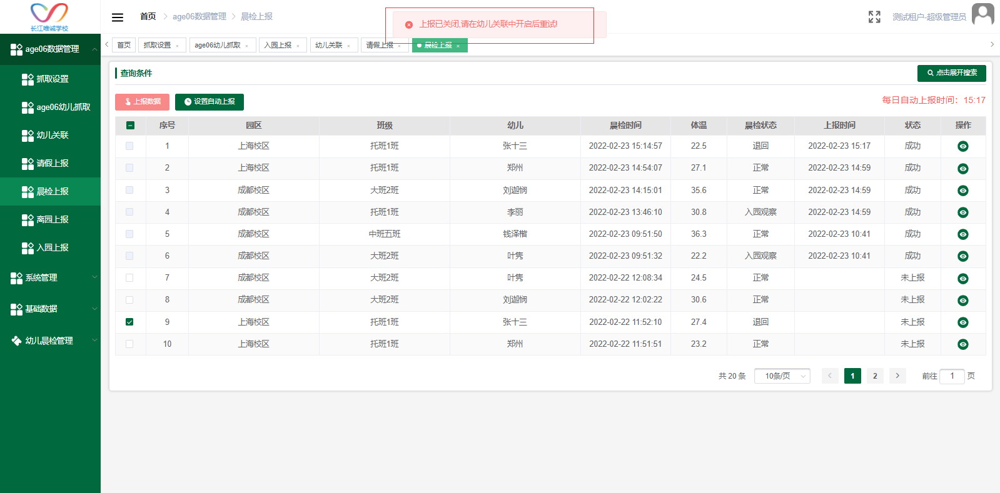 长江唯诚学校
首页 age06数据管理 晨检上报
上报已关闭,请在幼儿关联中开启后重试!
测试租户-超级管理员
首页 抓取设置 age06幼儿抓取 入园上报 幼儿关联 请假上报 晨检上报
age06数据管理
抓取设置
age06幼儿抓取
幼儿关联
请假上报
晨检上报
离园上报
入园上报
系统管理
基础数据
幼儿晨检管理
查询条件 点击展开搜索
上报数据 设置自动上报 每日自动上报时间：15:17
序号 园区 班级 幼儿 晨检时间 体温 晨检状态 上报时间 状态 操作
1 上海校区 托班1班 张十三 2022-02-23 15:14:57 22.5 退回 2022-02-23 15:17 成功
2 上海校区 托班1班 郑州 2022-02-23 14:54:07 27.1 正常 2022-02-23 14:59 成功
3 成都校区 大班2班 刘迦悯 2022-02-23 14:15:01 35.6 正常 2022-02-23 14:59 成功
4 成都校区 托班1班 李丽 2022-02-23 13:46:10 30.8 入园观察 2022-02-23 14:59 成功
5 成都校区 中班五班 钱泽楷 2022-02-23 09:51:50 36.3 正常 2022-02-23 10:41 成功
6 成都校区 大班2班 叶隽 2022-02-23 09:51:32 22.2 入园观察 2022-02-23 10:41 成功
7 成都校区 大班2班 叶隽 2022-02-22 12:08:34 24.5 正常 未上报
8 成都校区 大班2班 刘迦悯 2022-02-22 12:02:22 30.6 正常 未上报
9 上海校区 托班1班 张十三 2022-02-22 11:52:10 27.4 退回 未上报
10 上海校区 托班1班 郑州 2022-02-22 11:51:51 23.2 正常 未上报
共 20 条 10条/页 1 2 前往 1 页